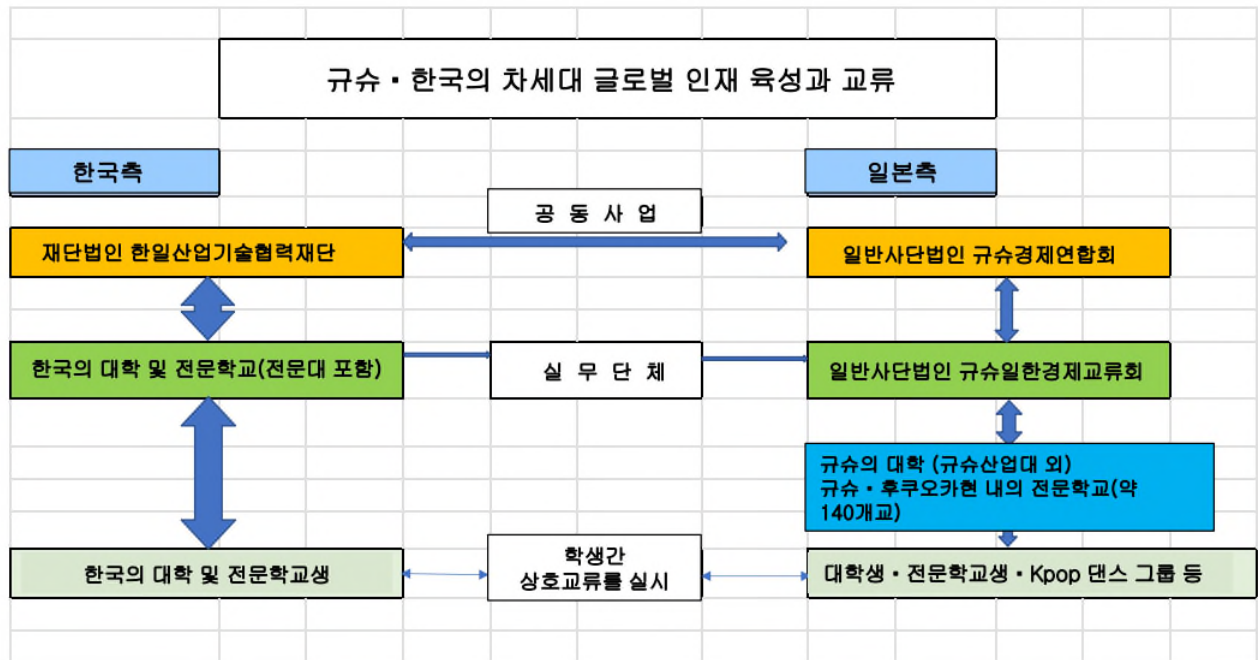 규슈・한국의 차세대 글로벌 인재 육성과 교류
한국측
일본측
공 동 사 업
재단법인 한일산업기술협력재단
일반사단법인 규슈경제연합회
한국의 대학 및 전문학교(전문대 포함)
실 무 단 체
일반사단법인 규슈일한경제교류회
규슈의 대학 (규슈산업대 외)
규슈・후쿠오카현 내의 전문학교(약
140개교)
한국의 대학 및 전문학교생
학생간
상호교류를 실시
대학생・전문학교생・Kpop 댄스 그룹 등